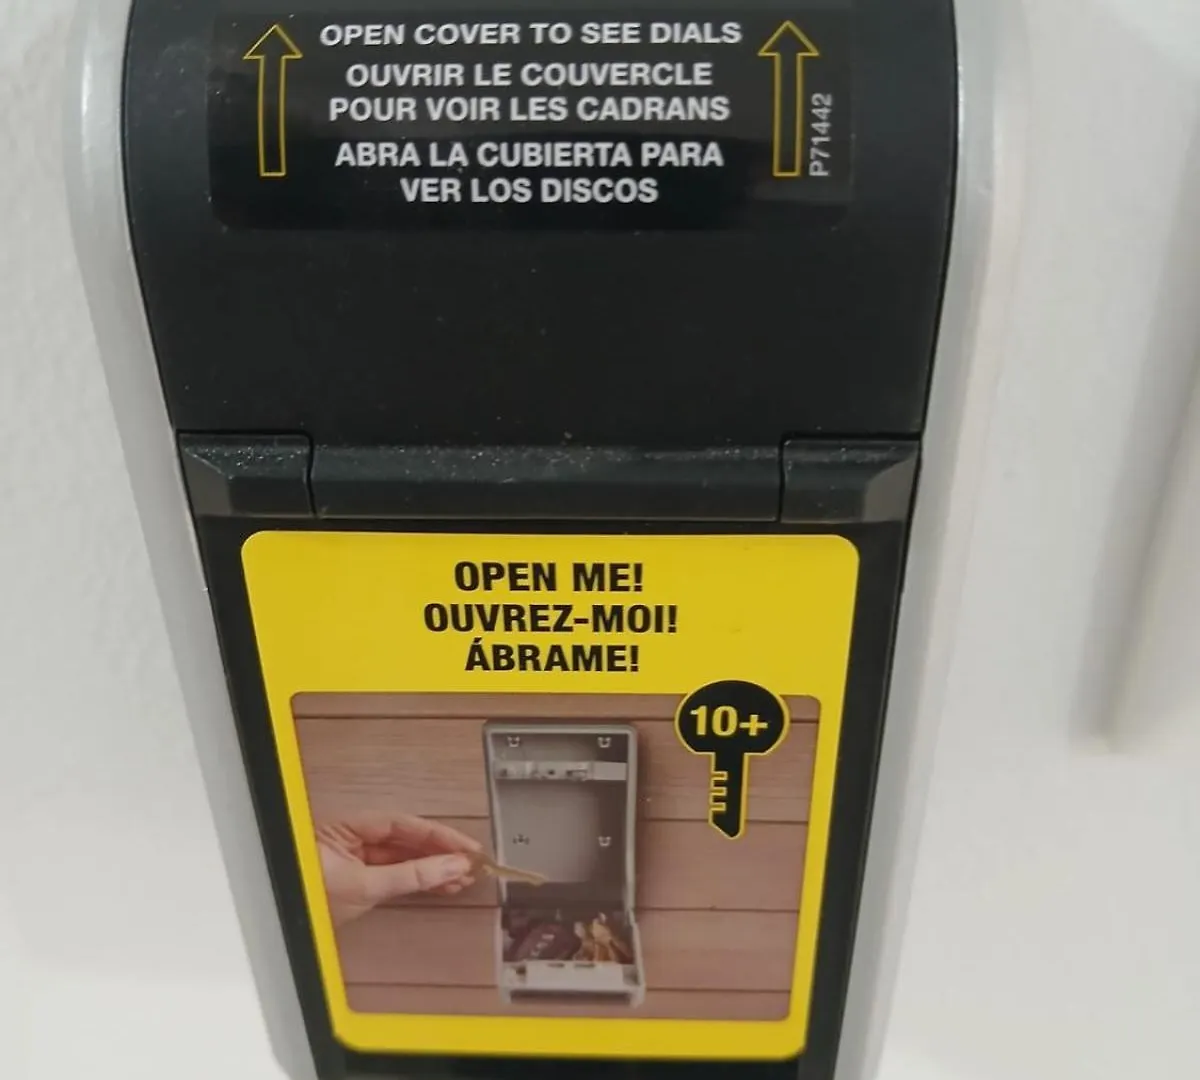 OPEN COVER TO SEE DIALS
OUVRIR LE COUVERCLE
POUR VOIR LES CADRANS
ABRA LA CUBIERTA PARA
VER LOS DISCOS
P71442
OPEN ME!
OUVREZ-MOI!
ÁBRAME!
10+